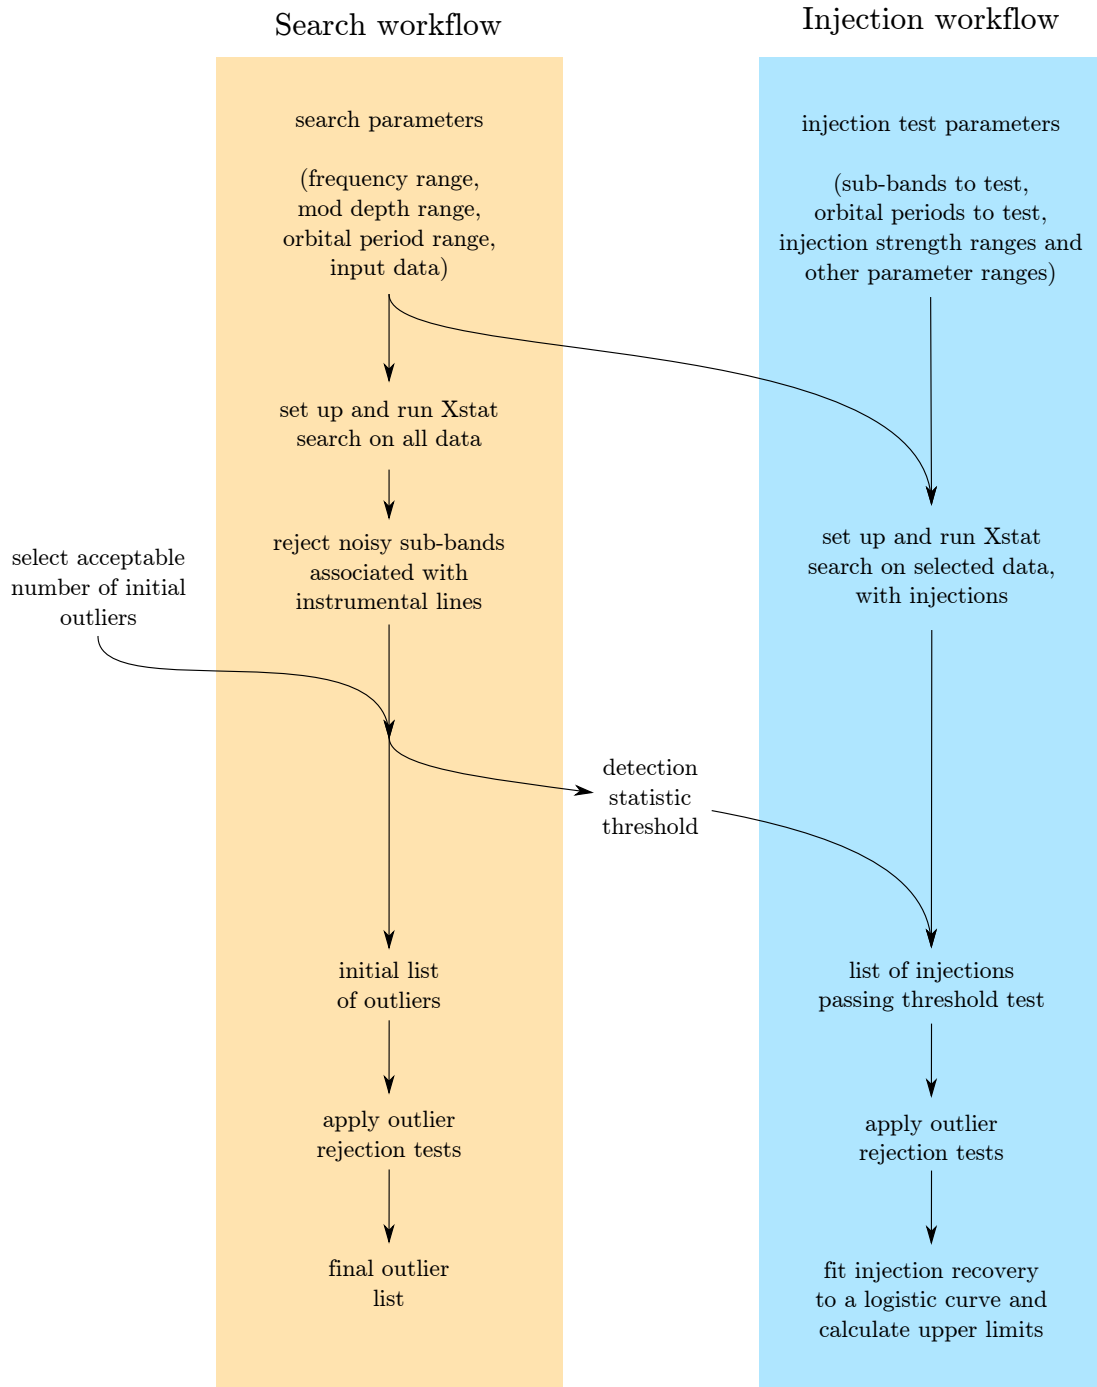 Search workflow
search parameters
(frequency range,
mod depth range,
orbital period range,
input data)
set up and run Xstat
search on all data
reject noisy sub-bands
associated with
instrumental lines
select acceptable
number of initial
outliers
detection
statistic
threshold
initial list
of outliers
apply outlier
rejection tests
final outlier
list
Injection workflow
injection test parameters
(sub-bands to test,
orbital periods to test,
injection strength ranges and
other parameter ranges)
set up and run Xstat
search on selected data,
with injections
list of injections
passing threshold test
apply outlier
rejection tests
fit injection recovery
to a logistic curve and
calculate upper limits